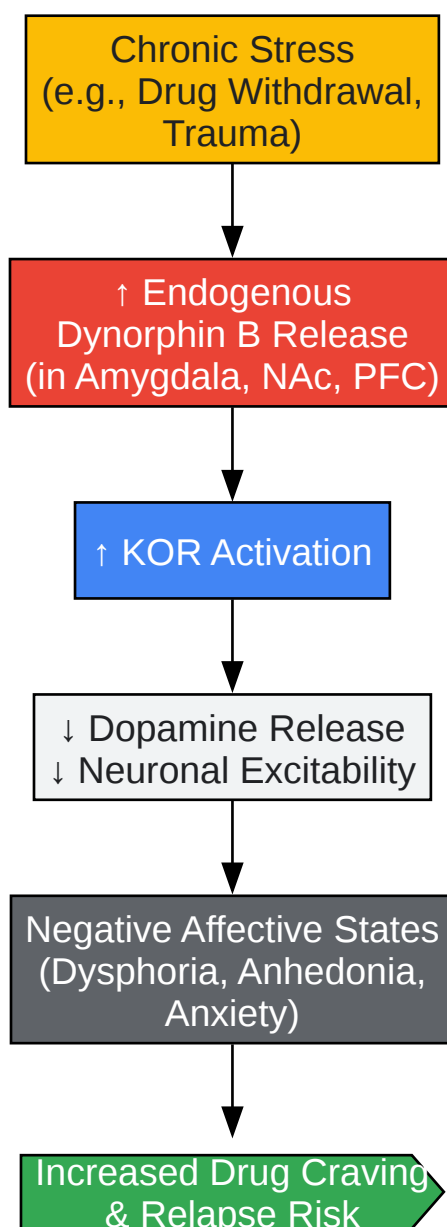 Chronic Stress
(e.g., Drug Withdrawal,
Trauma)
↑ Endogenous
Dynorphin B Release
(in Amygdala, NAc, PFC)
↑ KOR Activation
↓ Dopamine Release
↓ Neuronal Excitability
Negative Affective States
(Dysphoria, Anhedonia,
Anxiety)
Increased Drug Craving
& Relapse Risk